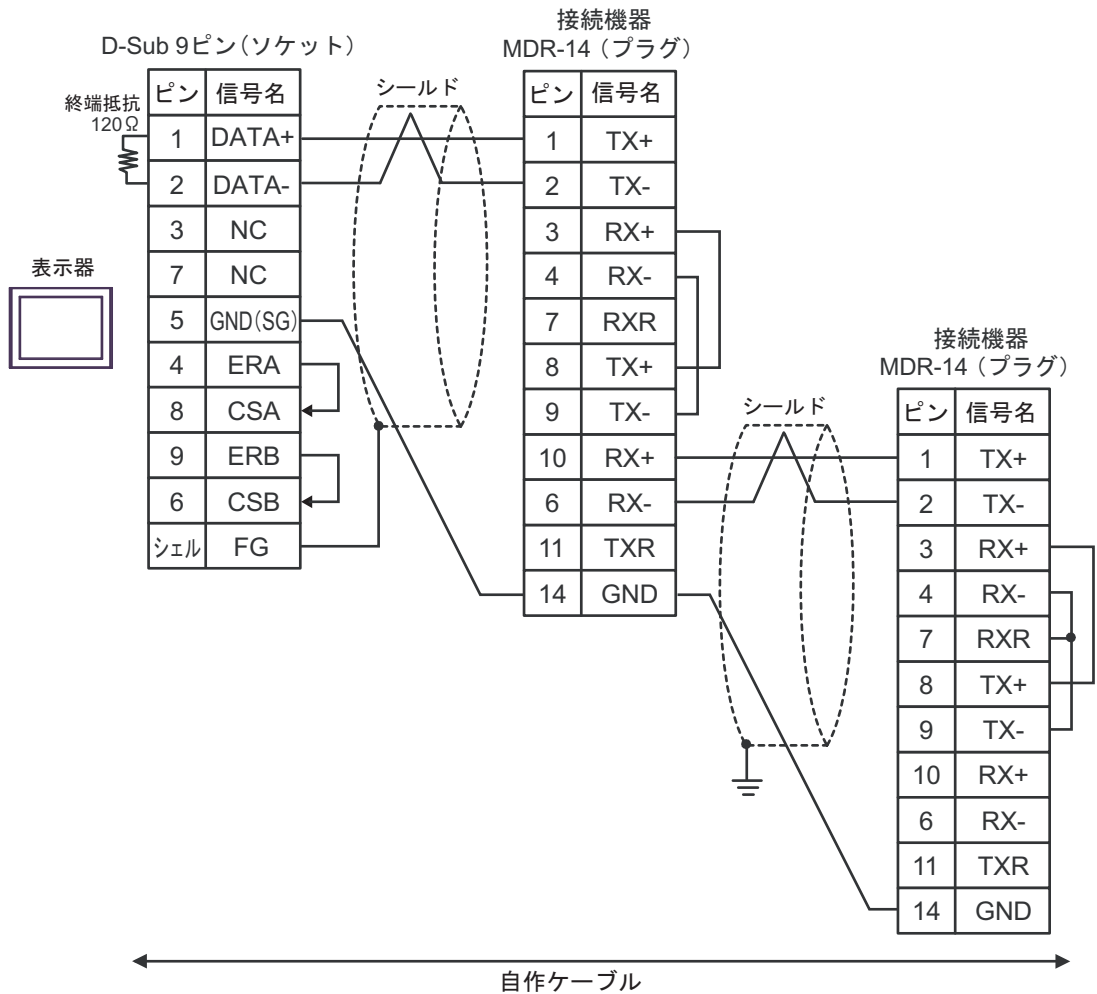 接続機器
MDR-14（プラグ）
D-Sub 9ピン（ソケット）
終端抵抗
120Ω
シールド
ピン 信号名
1 DATA+
2 DATA-
3 NC
7 NC
5 GND(SG)
4 ERA
8 CSA
9 ERB
6 CSB
シェル FG
表示器
ピン 信号名
1 TX+
2 TX-
3 RX+
4 RX-
7 RXR
8 TX+
9 TX-
10 RX+
6 RX-
11 TXR
14 GND
接続機器
MDR-14（プラグ）
シールド
ピン 信号名
1 TX+
2 TX-
3 RX+
4 RX-
7 RXR
8 TX+
9 TX-
10 RX+
6 RX-
11 TXR
14 GND
自作ケーブル